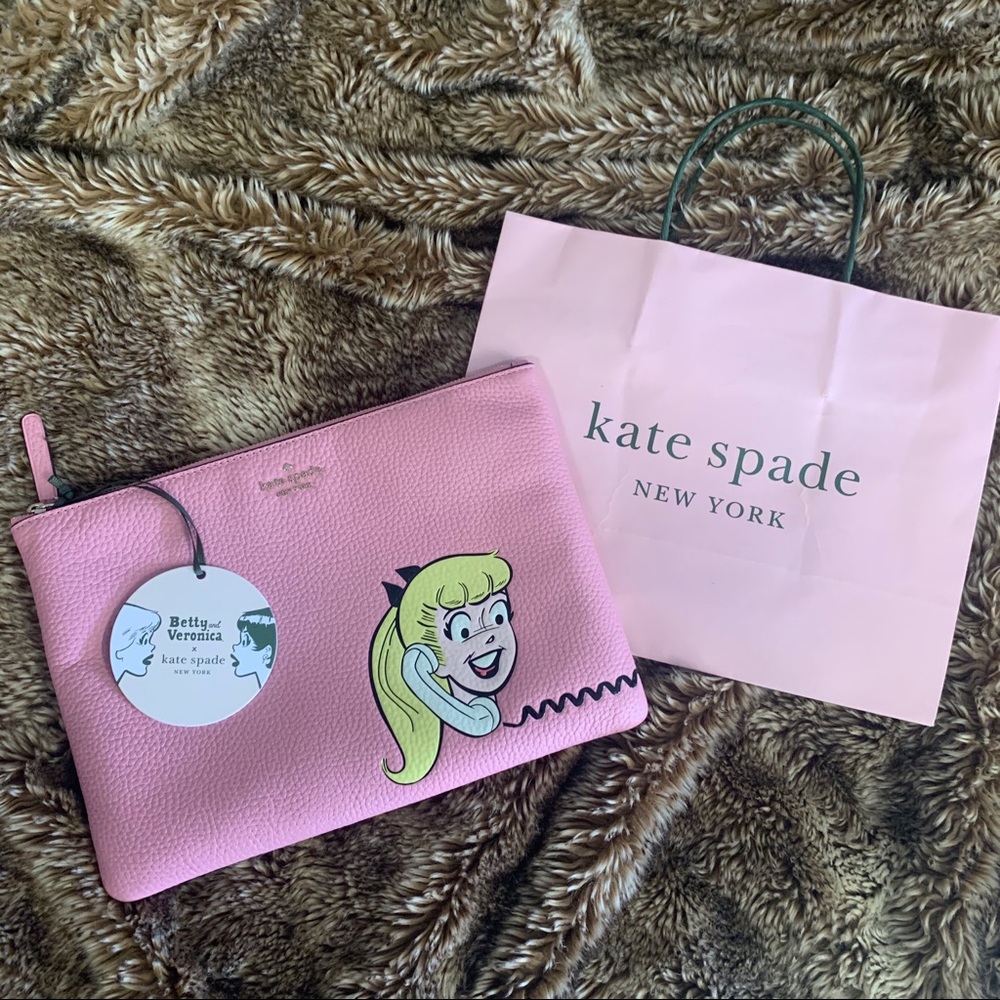 kate spade
NEW YORK
kate spade
NEW YORK
Betty and
Veronica
x
kate spade
NEW YORK